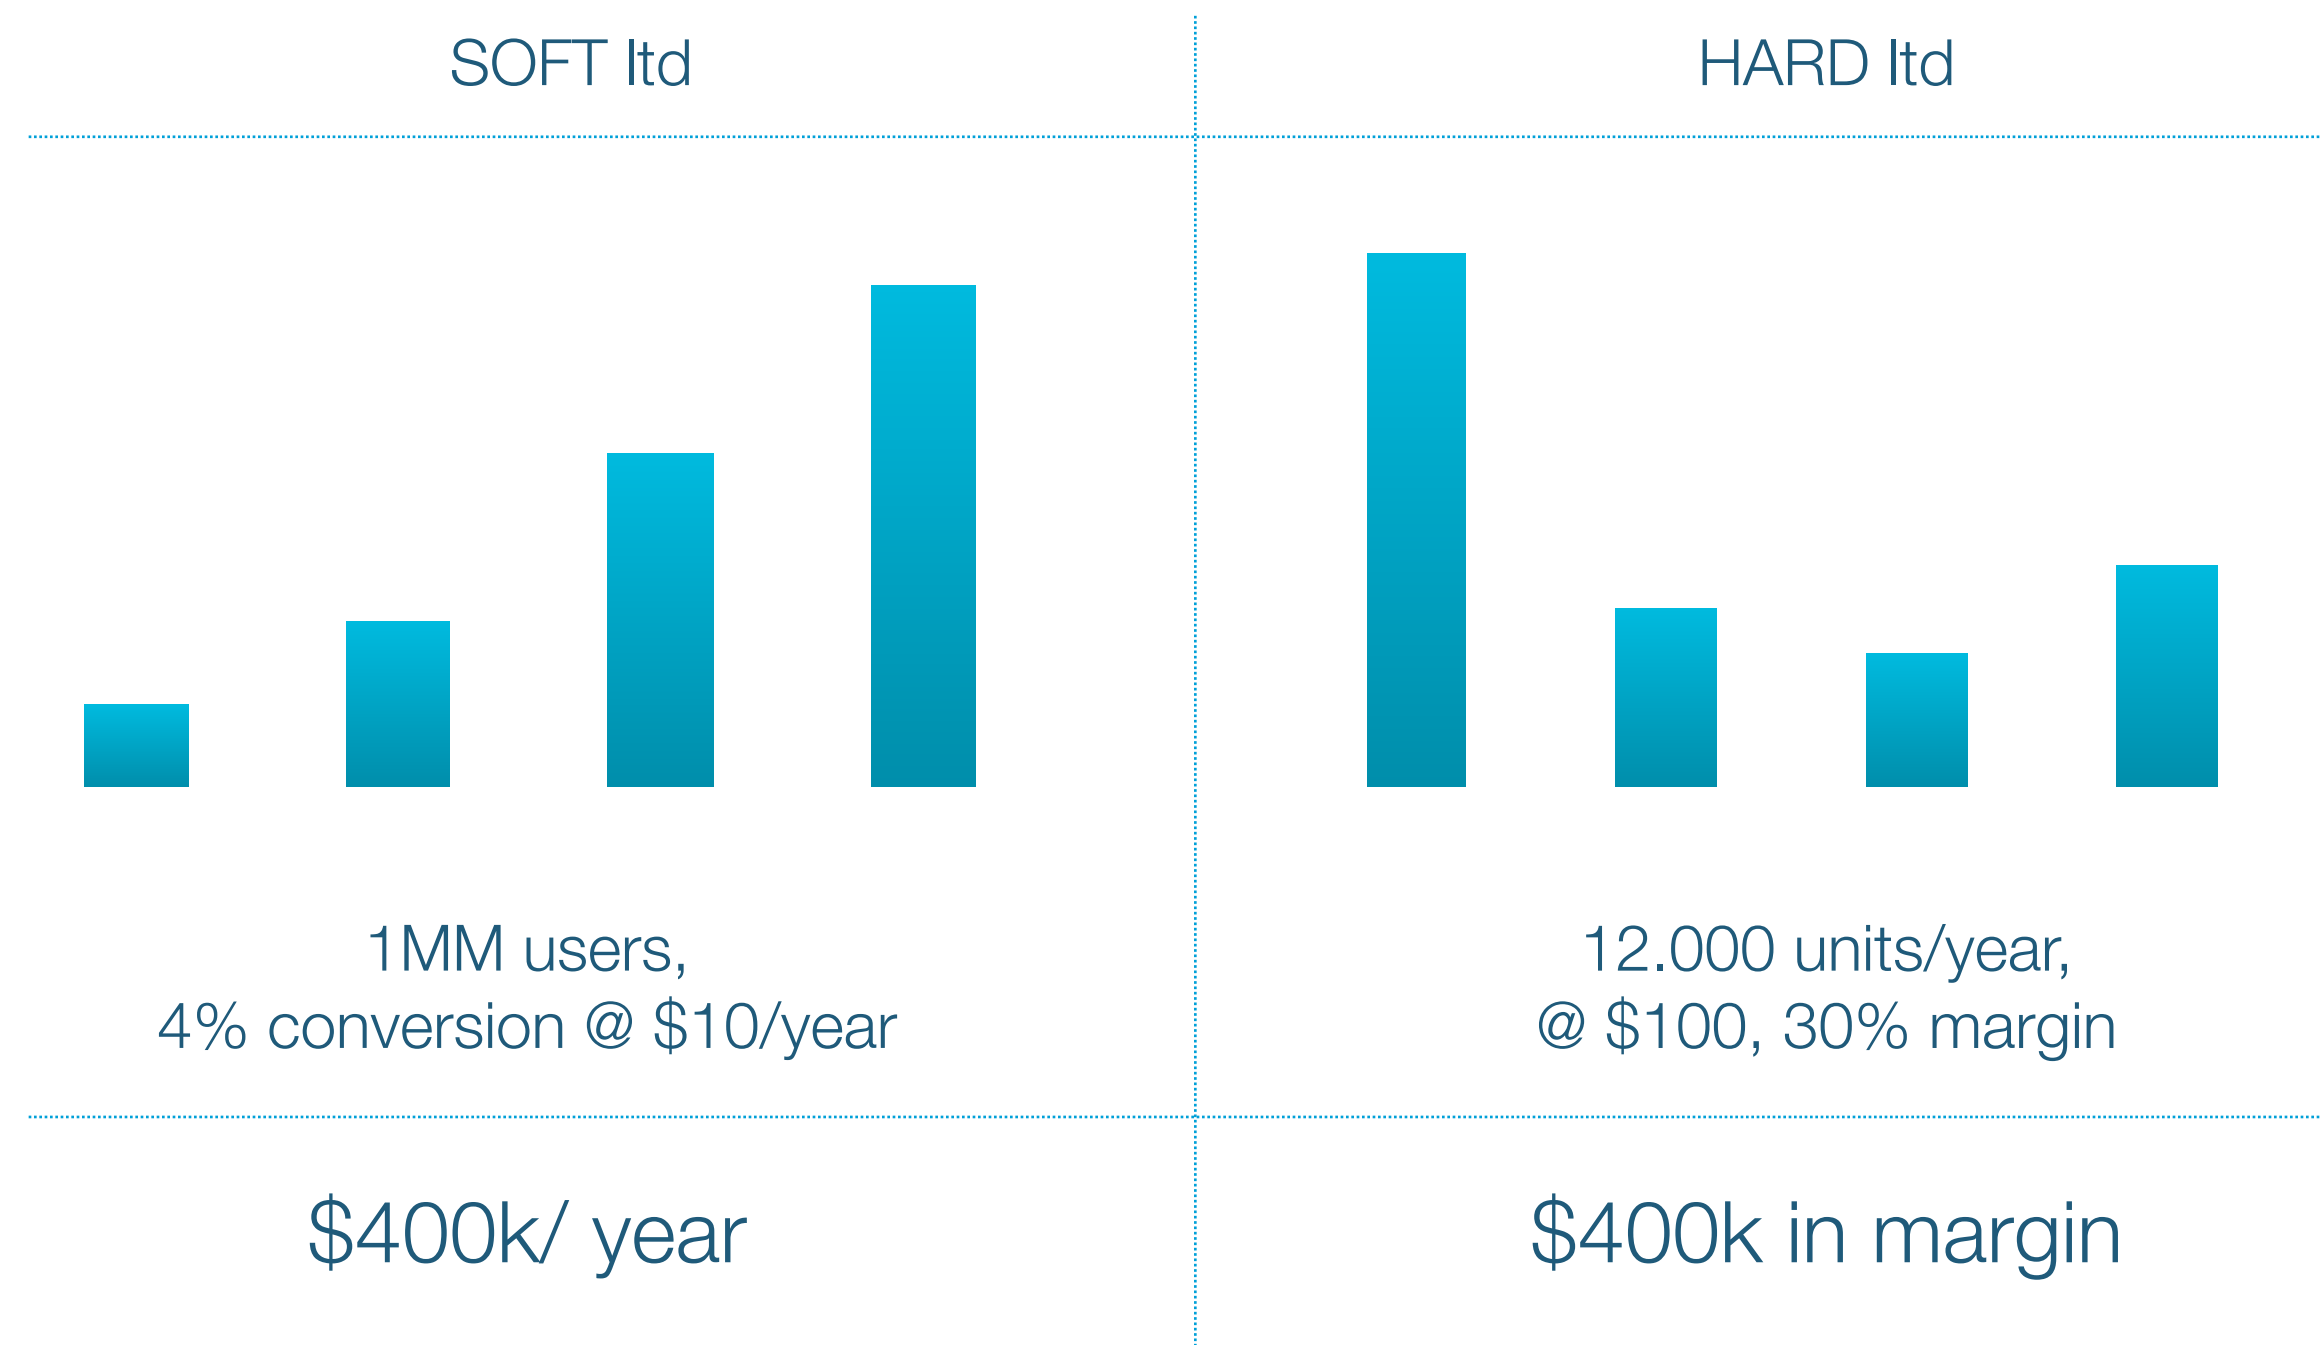 SOFT ltd
HARD ltd
1MM users,
4% conversion @ $10/year
12.000 units/year,
@ $100, 30% margin
$400k/ year
$400k in margin